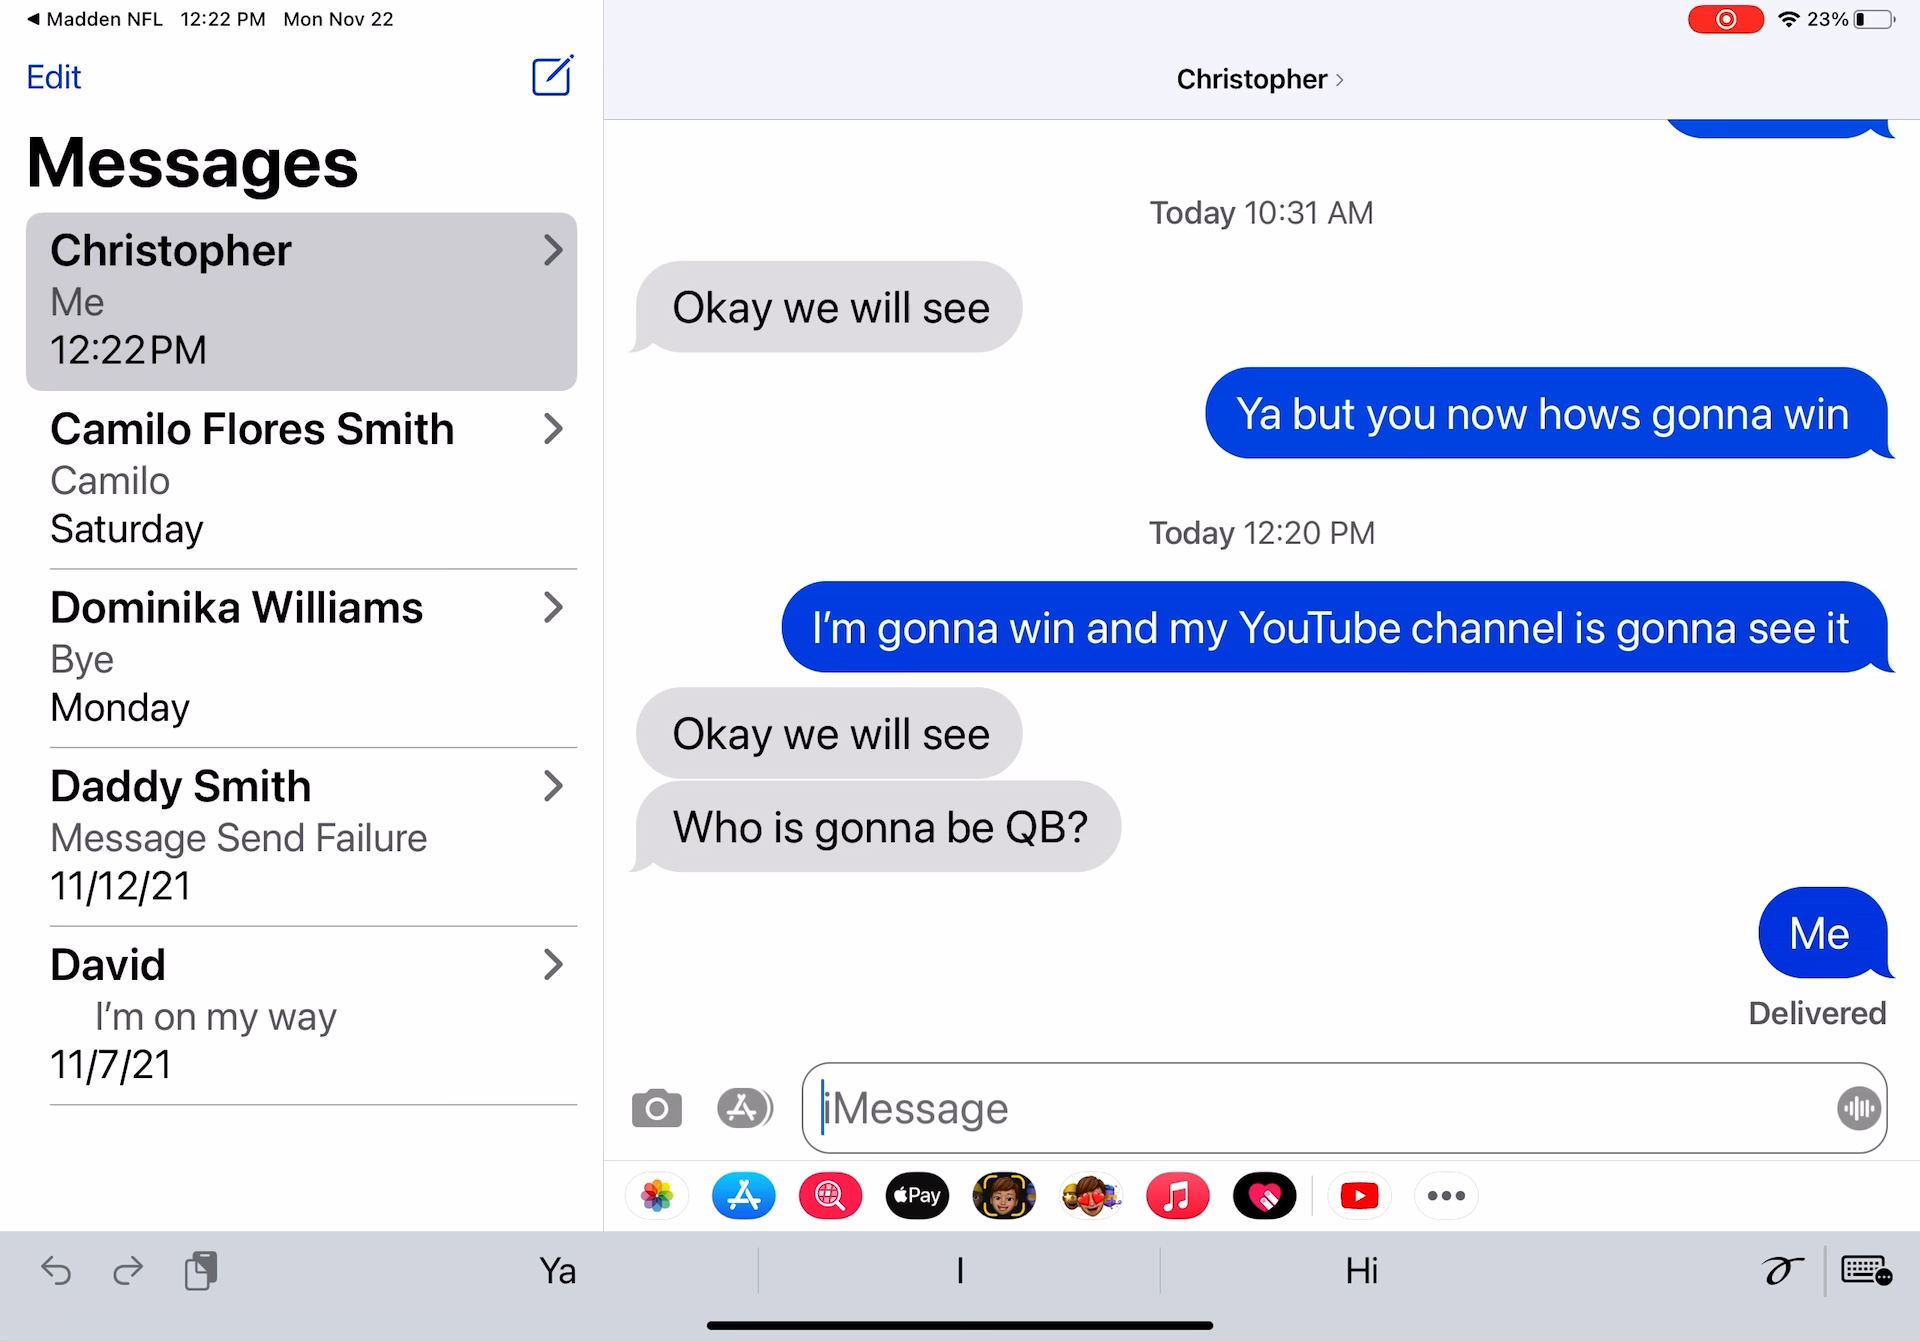 ◀ Madden NFL 12:22 PM Mon Nov 22
23%
Edit
Messages
Christopher
Me
12:22 PM
Camilo Flores Smith
Camilo
Saturday
Dominika Williams
Bye
Monday
Daddy Smith
Message Send Failure
11/12/21
David
I'm on my way
11/7/21
Christopher >
Today 10:31 AM
Okay we will see
Ya but you now hows gonna win
Today 12:20 PM
I'm gonna win and my YouTube channel is gonna see it
Okay we will see
Who is gonna be QB?
Me
Delivered
iMessage
Pay
Ya I Hi